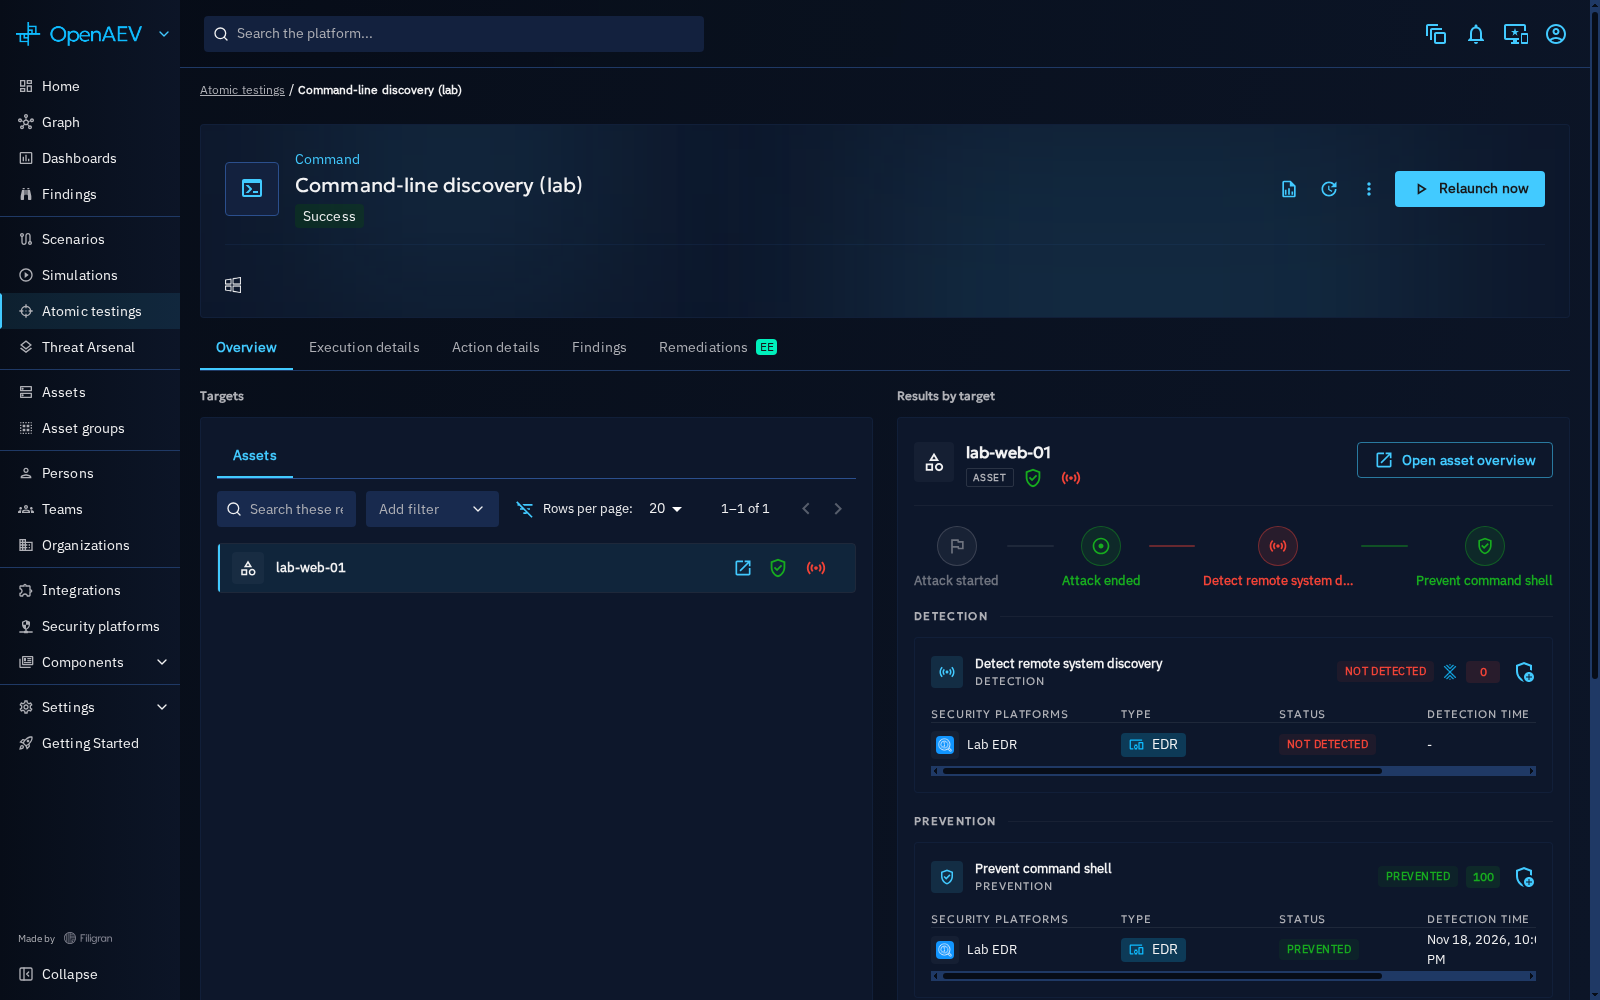 OpenAEV
Search the platform...
Home
Graph
Dashboards
Findings
Scenarios
Simulations
Atomic testings
Threat Arsenal
Assets
Asset groups
Persons
Teams
Organizations
Integrations
Security platforms
Components
Settings
Getting Started
Made by Filigran
Collapse
Atomic testings / Command-line discovery (lab)
Command
Command-line discovery (lab)
Success
Relaunch now
Overview
Execution details
Action details
Findings
Remediations EE
Targets
Assets
Search these re
Add filter
Rows per page: 20
1–1 of 1
lab-web-01
Results by target
lab-web-01
ASSET
Open asset overview
Attack started
Attack ended
Detect remote system d...
Prevent command shell
DETECTION
Detect remote system discovery
DETECTION
NOT DETECTED
0
SECURITY PLATFORMS TYPE STATUS DETECTION TIME
Lab EDR EDR NOT DETECTED -
PREVENTION
Prevent command shell
PREVENTION
PREVENTED
100
SECURITY PLATFORMS TYPE STATUS DETECTION TIME
Lab EDR EDR PREVENTED Nov 18, 2026, 10:
PM